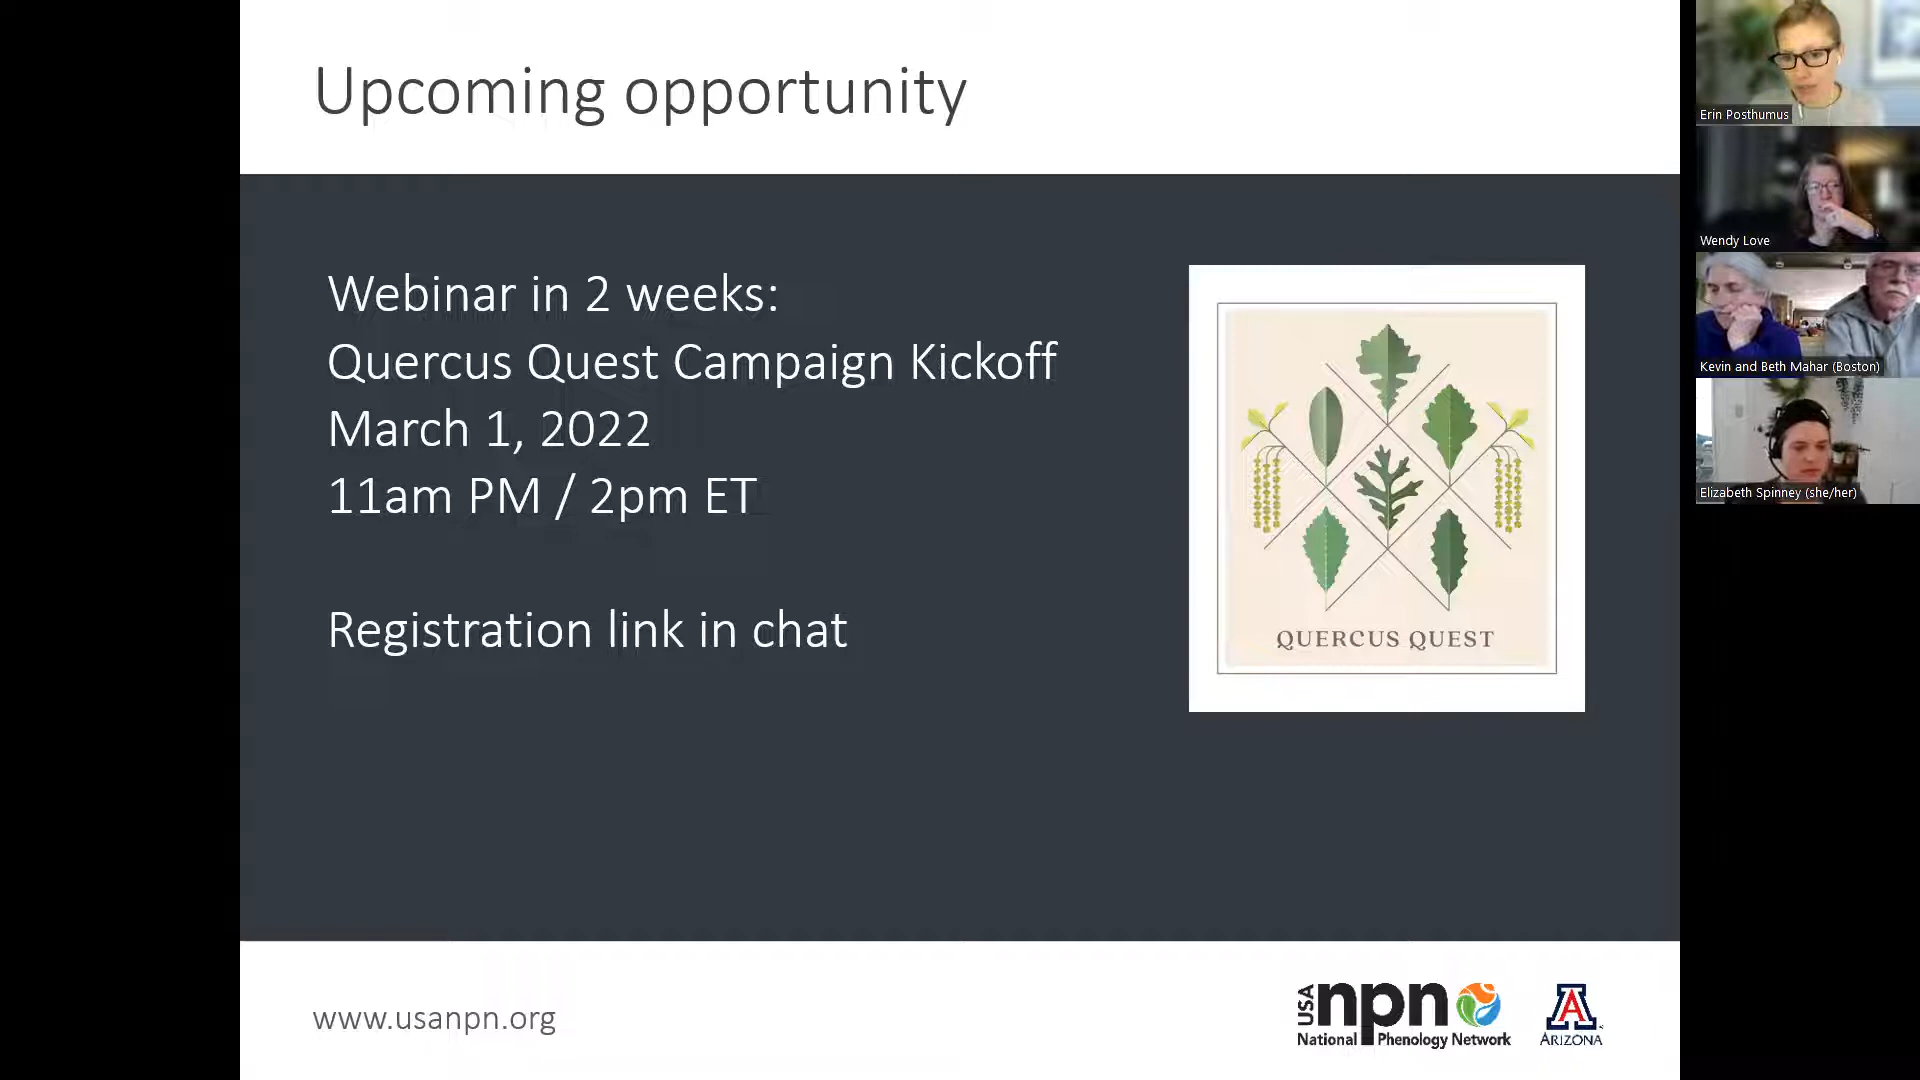 Upcoming opportunity
Webinar in 2 weeks:
Quercus Quest Campaign Kickoff
March 1, 2022
11am PM / 2pm ET
Registration link in chat
QUERCUS QUEST
www.usanpn.org
USA npn
National Phenology Network
A
ARIZONA
Erin Posthumus
Wendy Love
Kevin and Beth Mahar (Boston)
Elizabeth Spinney (she/her)